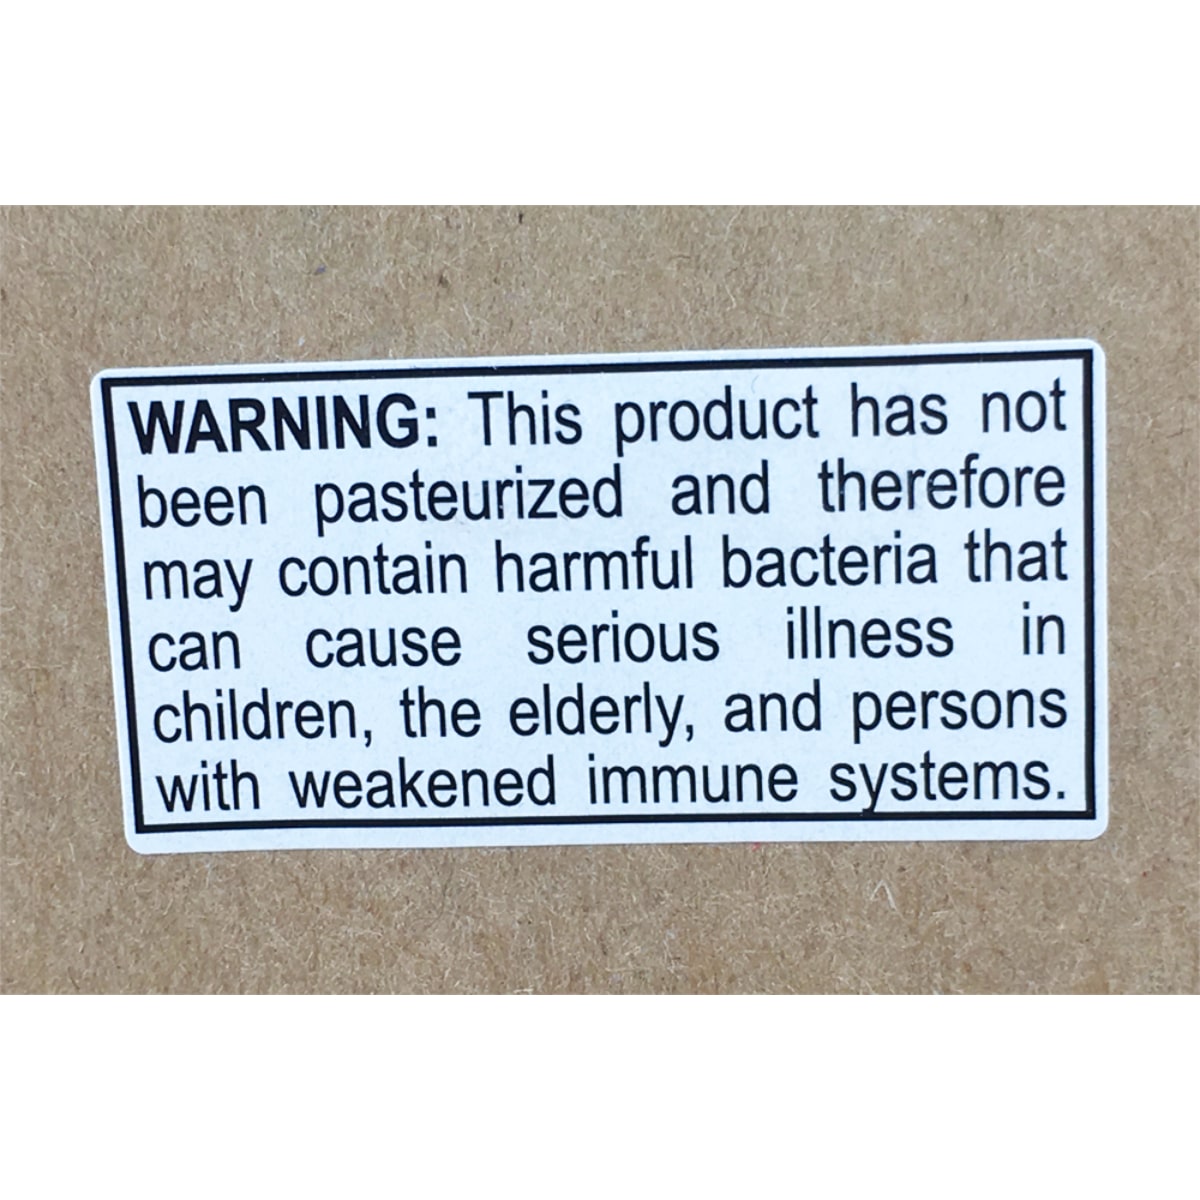 WARNING: This product has not
been pasteurized and therefore
may contain harmful bacteria that
can cause serious illness in
children, the elderly, and persons
with weakened immune systems.